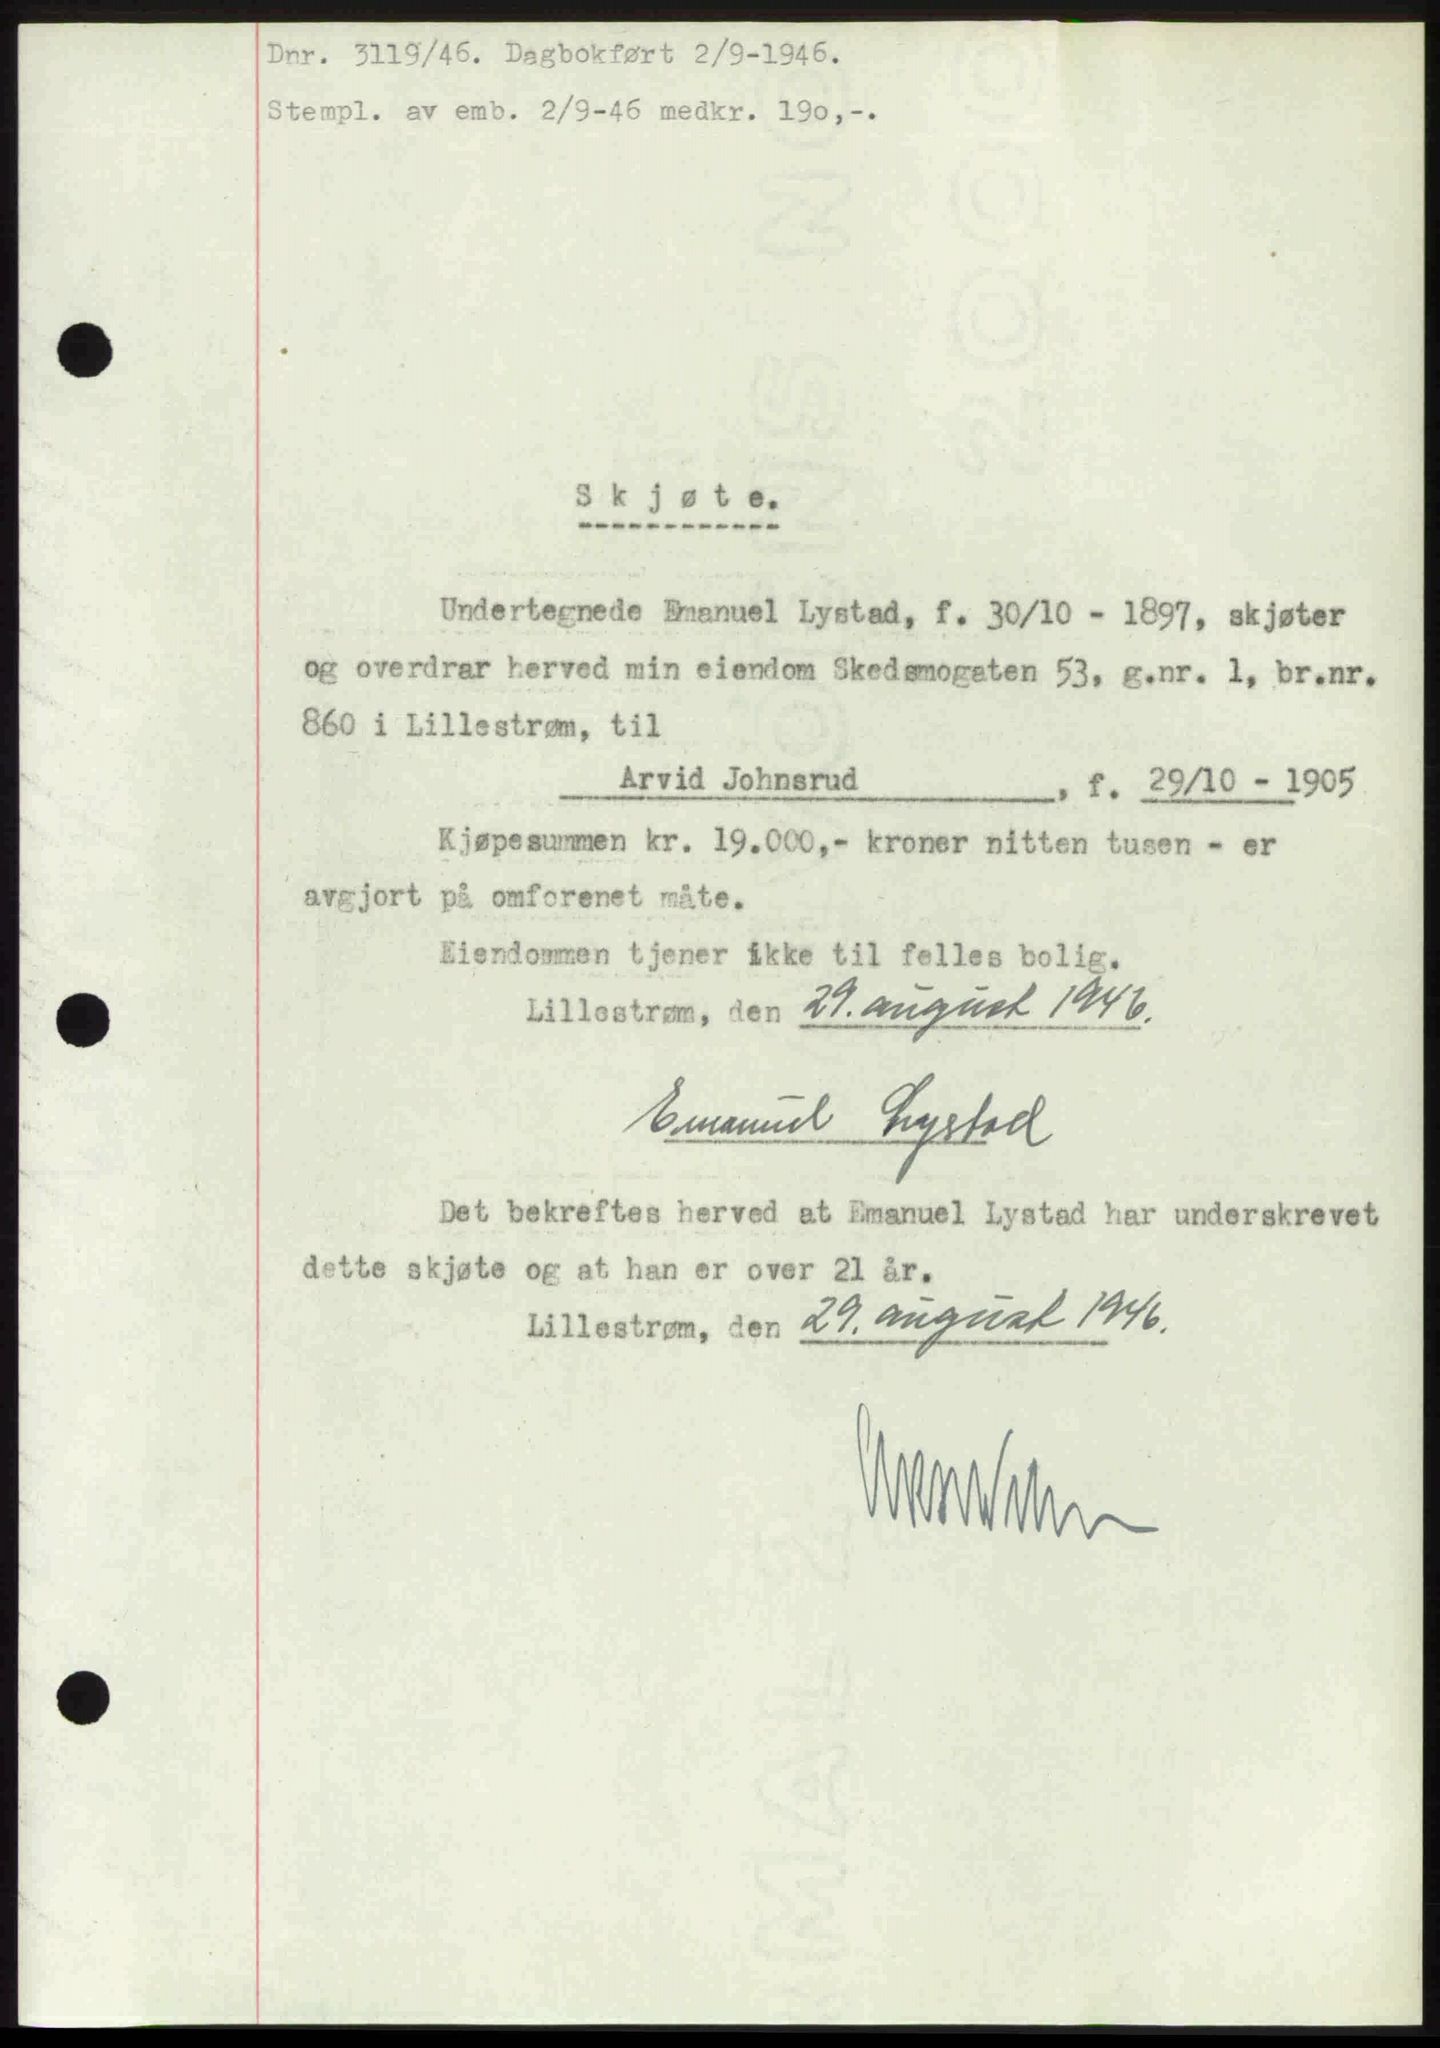 Dnr. 3119/46. Dagbokført 2/9-1946.
Stempl. av emb. 2/9-46 medkr. 190,-.
Skjøte.
Undertegnede Emanuel Lystad, f. 30/10 - 1897, skjøter
og overdrar herved min eiendom Skedsmogaten 53, g.nr. 1, br.nr.
860 i Lillestrøm, til
Arvid Johnsrud, f. 29/10 - 1905
Kjøpesummen kr. 19.000,- kroner nitten tusen - er
avgjort på omforenet måte.
Eiendommen tjener ikke til felles bolig.
Lillestrøm, den 29. august 1946.
Emanuel Lystad
Det bekreftes herved at Emanuel Lystad har underskrevet
dette skjøte og at han er over 21 år.
Lillestrøm, den 29. august 1946.